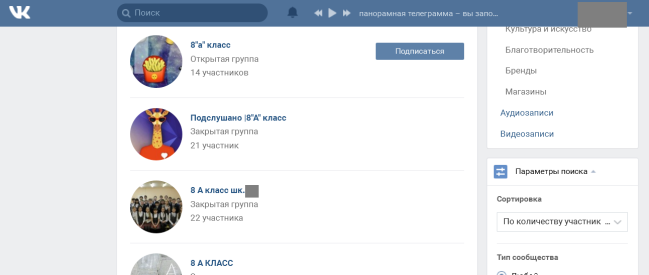 Поиск
панорамная телеграмма – вы запо...
8"а" класс
Открытая группа
14 участников
Подписаться
Подслушано |8"А" класс
Закрытая группа
21 участник
8 А класс шк.
Закрытая группа
22 участника
8 А КЛАСС
Культура и искусство
Благотворительность
Бренды
Магазины
Аудиозаписи
Видеозаписи
Параметры поиска
Сортировка
По количеству участник ...
Тип сообщества